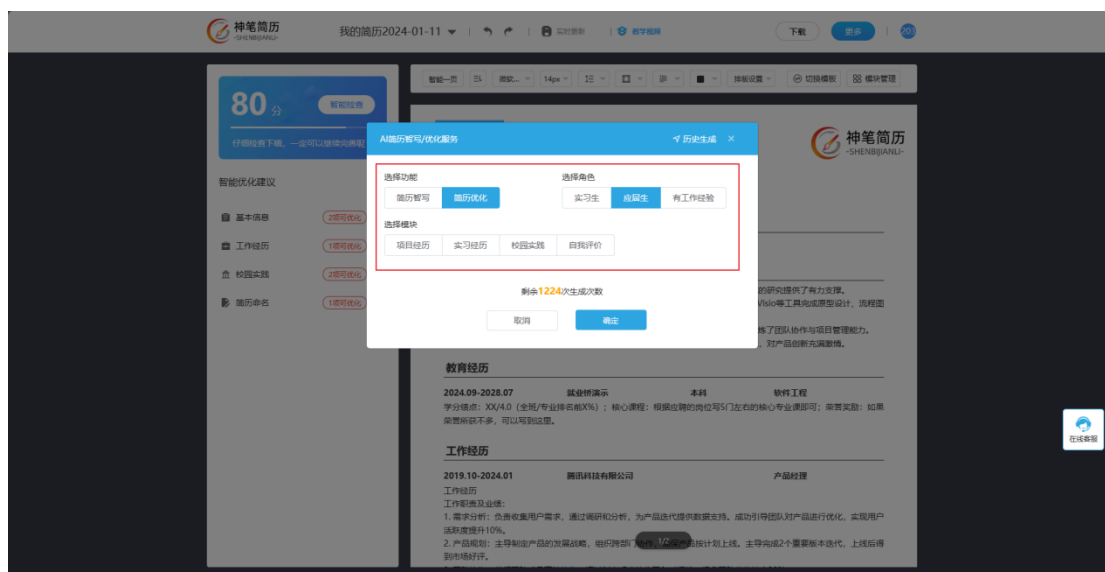 神笔简历
-SHENBIJIANLI-
我的简历2024-01-11
实时更新
教学视频
下载
更多
203
智能一页
微软...
14px
排版设置
切换模板
模块管理
80分
智能检查
仔细检查下哦，一定可以继续完善呢
智能优化建议
基本信息
2项可优化
工作经历
1项可优化
校园实践
2项可优化
简历命名
1项可优化
AI简历智写/优化服务
历史生成
选择功能
选择角色
简历智写
简历优化
实习生
应届生
有工作经验
选择模块
项目经历
实习经历
校园实践
自我评价
剩余1224次生成次数
取消
确定
神笔简历
-SHENBIJIANLI-
的研究提供了有力支撑。
Visio等工具完成原型设计，流程图
练了团队协作与项目管理能力。
，对产品创新充满激情。
教育经历
2024.09-2028.07 就业桥演示 本科 软件工程
学分绩点：XX/4.0（全班/专业排名前X%）；核心课程：根据应聘的岗位写5门左右的核心专业课即可；荣誉奖励：如果
荣誉所获不多，可以写到这里。
工作经历
2019.10-2024.01 腾讯科技有限公司 产品经理
工作经历
工作职责及业绩：
1. 需求分析：负责收集用户需求，通过调研和分析，为产品迭代提供数据支持。成功引导团队对产品进行优化，实现用户
活跃度提升10%。
2. 产品规划：主导制定产品的发展战略，组织跨部门协作，产品按计划上线。主导完成2个重要版本迭代，上线后得
到市场好评。
1/2
在线客服